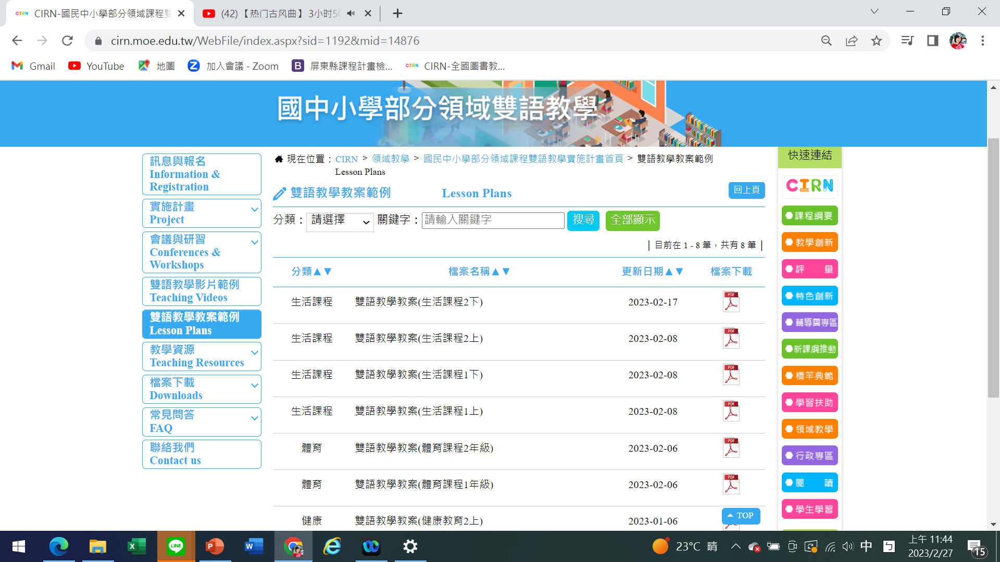 CIRN-國民中小學部分領域課程雙
(42) 【热门古风曲】 3小时50
cirn.moe.edu.tw/WebFile/index.aspx?sid=1192&mid=14876
Gmail
YouTube
地圖
加入會議 - Zoom
屏東縣課程計畫檢...
CIRN-全國圖書教...
國中小學部分領域雙語教學
訊息與報名
Information &
Registration
實施計畫
Project
會議與研習
Conferences &
Workshops
雙語教學影片範例
Teaching Videos
雙語教學教案範例
Lesson Plans
教學資源
Teaching Resources
檔案下載
Downloads
常見問答
FAQ
聯絡我們
Contact us
現在位置：CIRN > 領域教學 > 國民中小學部分領域課程雙語教學實施計畫首頁 > 雙語教學教案範例
Lesson Plans
雙語教學教案範例 Lesson Plans
回上頁
分類：請選擇 關鍵字：請輸入關鍵字 搜尋 全部顯示
| 目前在 1 - 8 筆，共有 8 筆 |
分類▲▼ 檔案名稱▲▼ 更新日期▲▼ 檔案下載
生活課程 雙語教學教案(生活課程2下) 2023-02-17 PDF
生活課程 雙語教學教案(生活課程2上) 2023-02-08 PDF
生活課程 雙語教學教案(生活課程1下) 2023-02-08 PDF
生活課程 雙語教學教案(生活課程1上) 2023-02-08 PDF
體育 雙語教學教案(體育課程2年級) 2023-02-06 PDF
體育 雙語教學教案(體育課程1年級) 2023-02-06 PDF
健康 雙語教學教案(健康教育2上) 2023-01-06
TOP
快速連結
CIRN
課程綱要
教學創新
評 量
特色創新
輔導團專區
新課綱推動
標竿典範
學習扶助
領域教學
行政專區
閱 讀
學生學習
LINE
23°C 晴
中
ㄅ
上午 11:44
2023/2/27
15